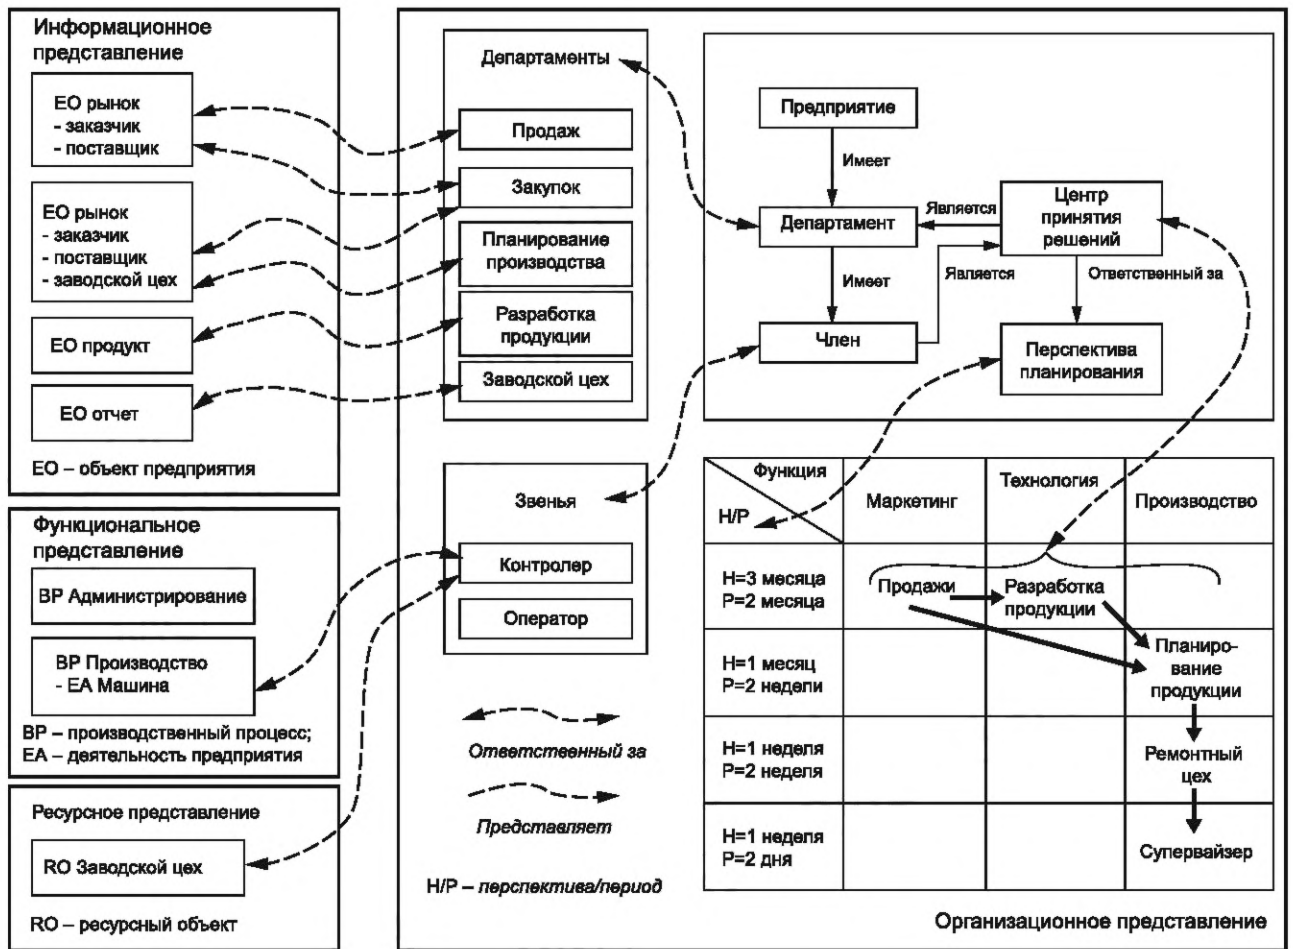 Информационное
представление
ЕО рынок
- заказчик
- поставщик
ЕО рынок
- заказчик
- поставщик
- заводской цех
ЕО продукт
ЕО отчет
ЕО – объект предприятия
Функциональное
представление
ВР Администрирование
ВР Производство
- ЕА Машина
ВР – производственный процесс;
ЕА – деятельность предприятия
Ресурсное представление
RO Заводской цех
RO – ресурсный объект
Департаменты
Продаж
Закупок
Планирование
производства
Разработка
продукции
Заводской цех
Звенья
Контролер
Оператор
Ответственный за
Представляет
Н/Р – перспектива/период
Предприятие
Имеет
Департамент
Является
Центр
принятия
решений
Имеет
Является
Ответственный за
Член
Перспектива
планирования
Функция
Н/Р
Маркетинг
Технология
Производство
Н=3 месяца
Р=2 месяца
Продажи
Разработка
продукции
Н=1 месяц
Р=2 недели
Планиро-
вание
продукции
Н=1 неделя
Р=2 неделя
Ремонтный
цех
Н=1 неделя
Р=2 дня
Супервайзер
Организационное представление